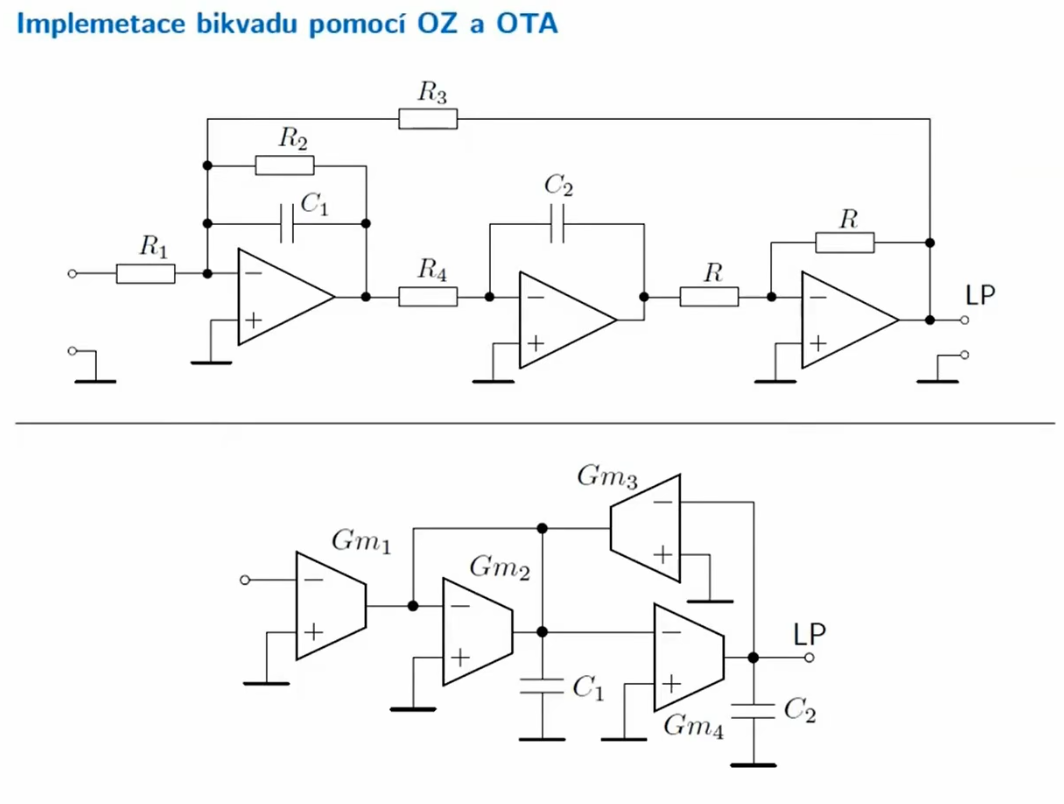 Implemetace bikvadu pomocí OZ a OTA
R₃
R₂
C₁
C₂
R₁
R₄
R
R
−
+
−
+
−
+
LP
Gm₃
−
+
Gm₁
−
+
Gm₂
−
+
−
+
LP
C₁
Gm₄
C₂